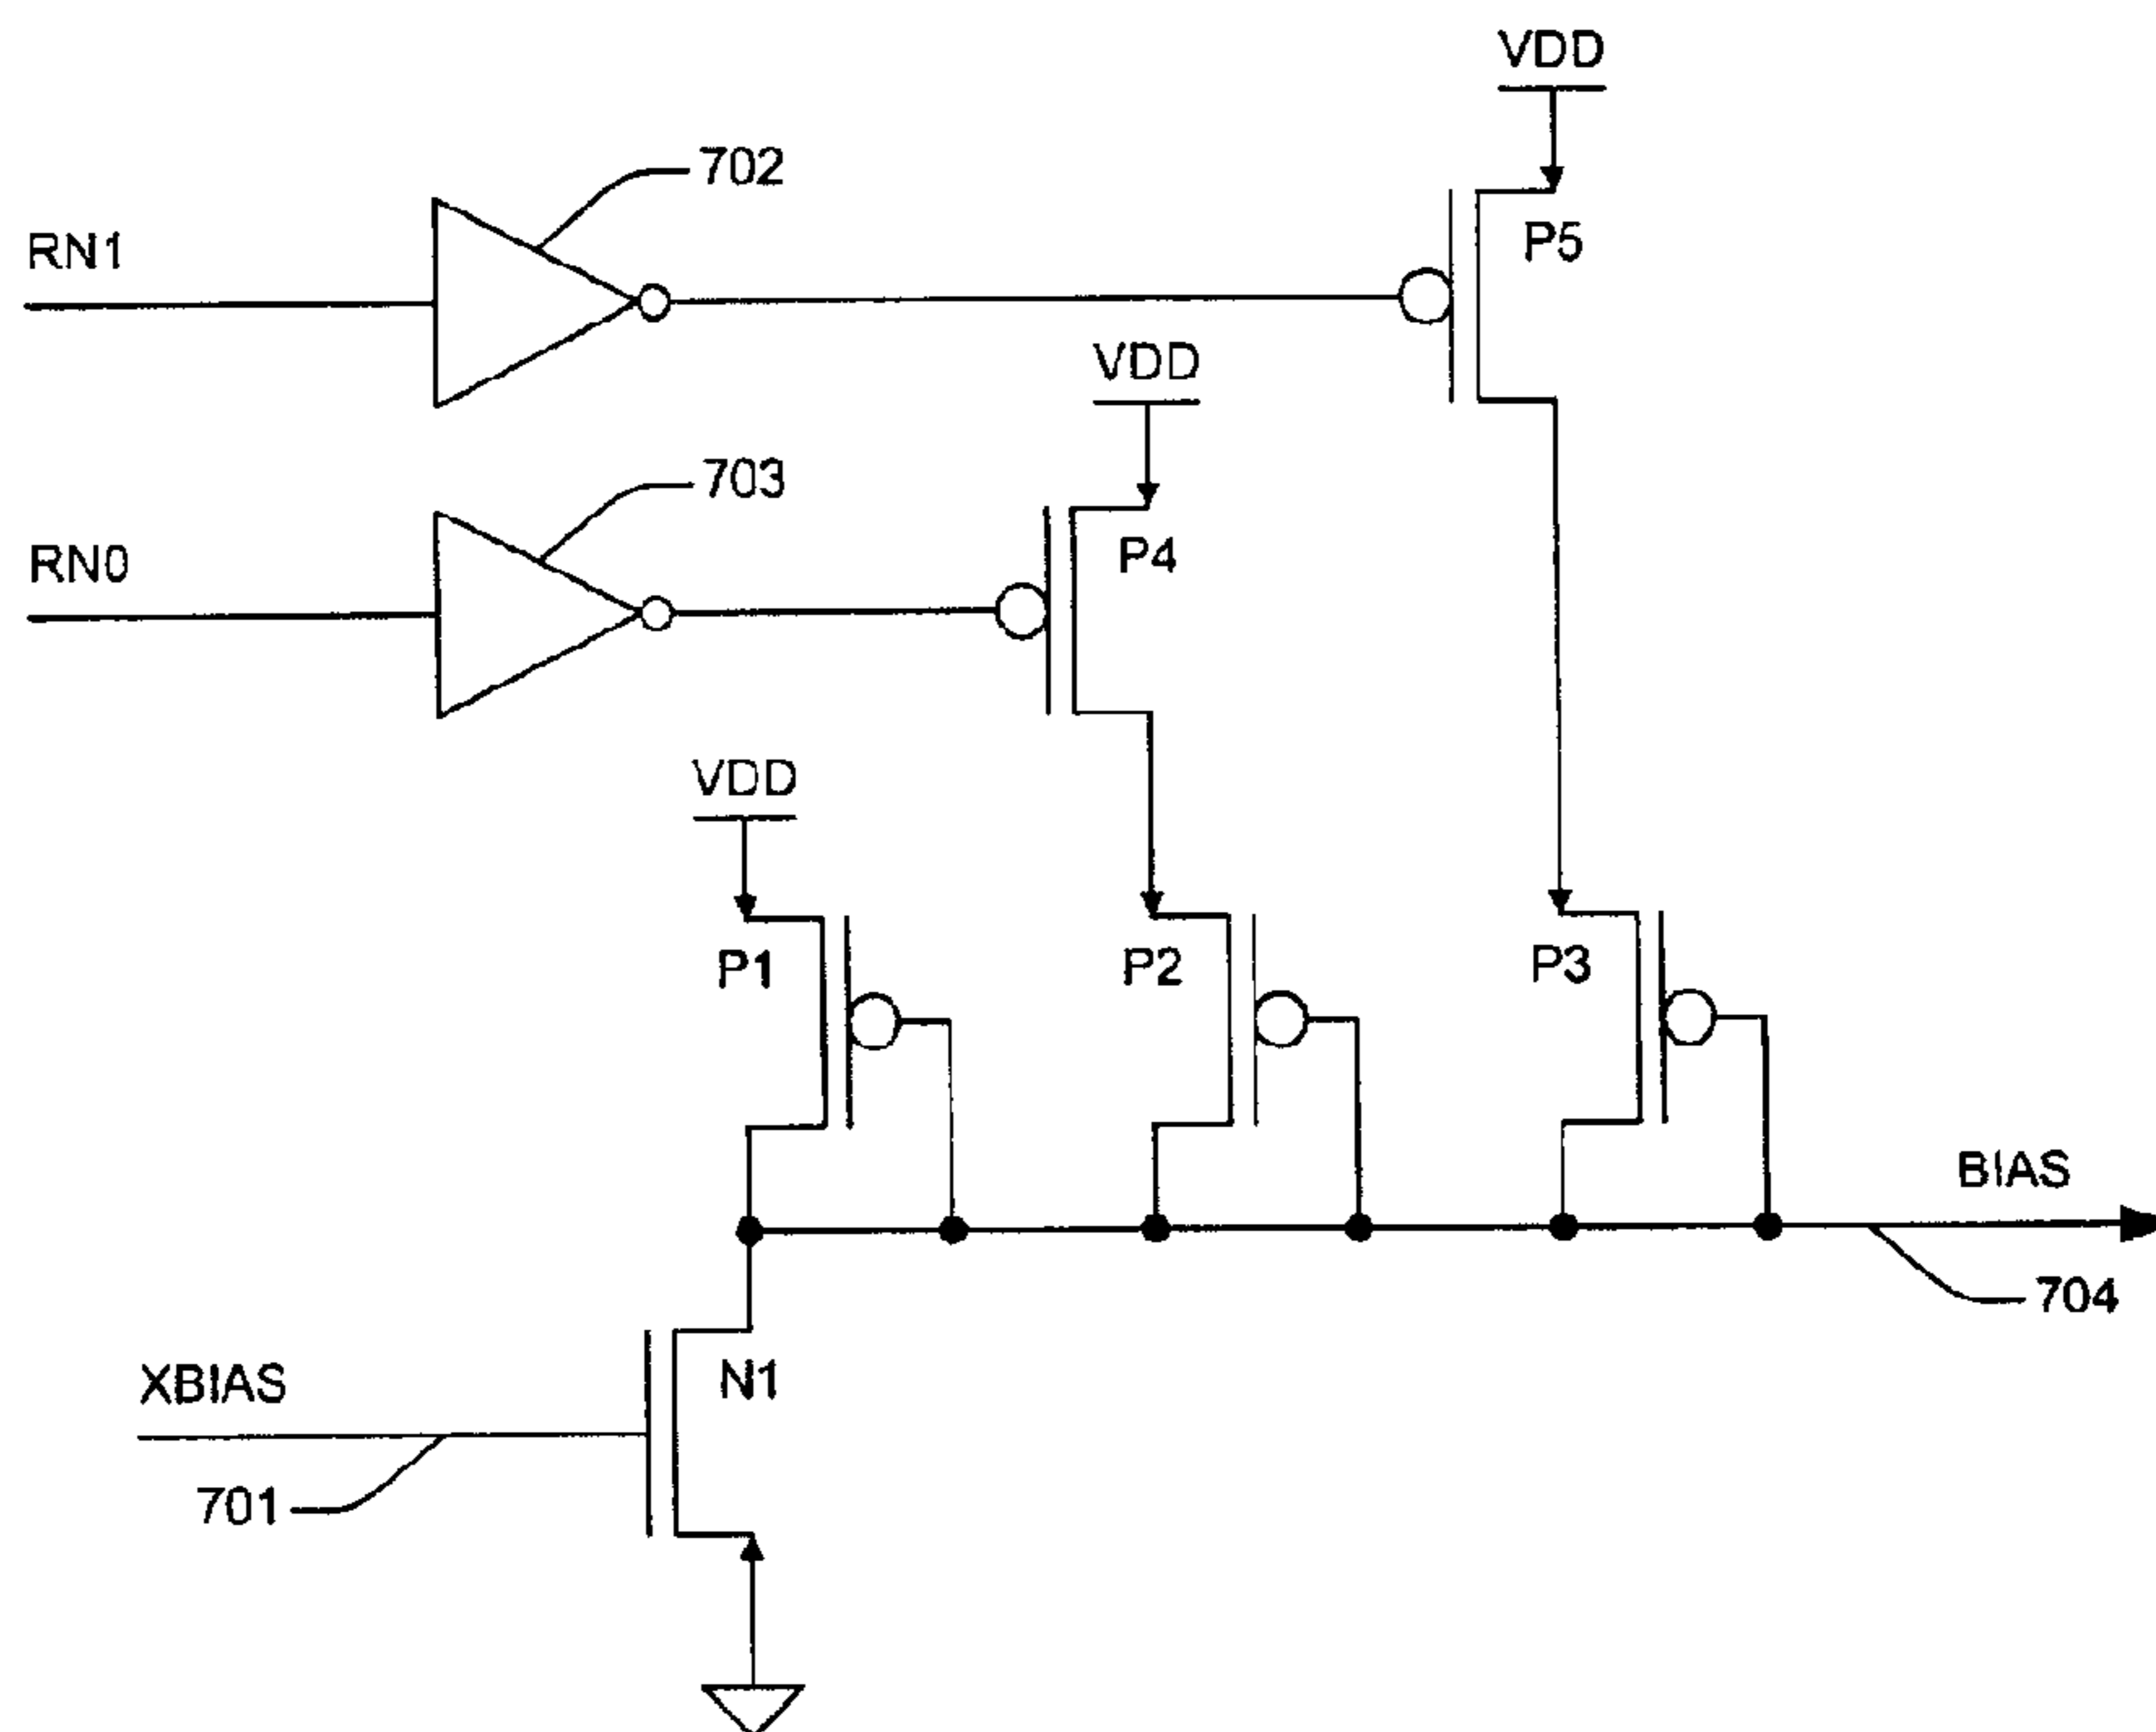 VDD
702
RN1
P5
VDD
703
RN0
P4
VDD
P1
P2
P3
BIAS
704
XBIAS
N1
701